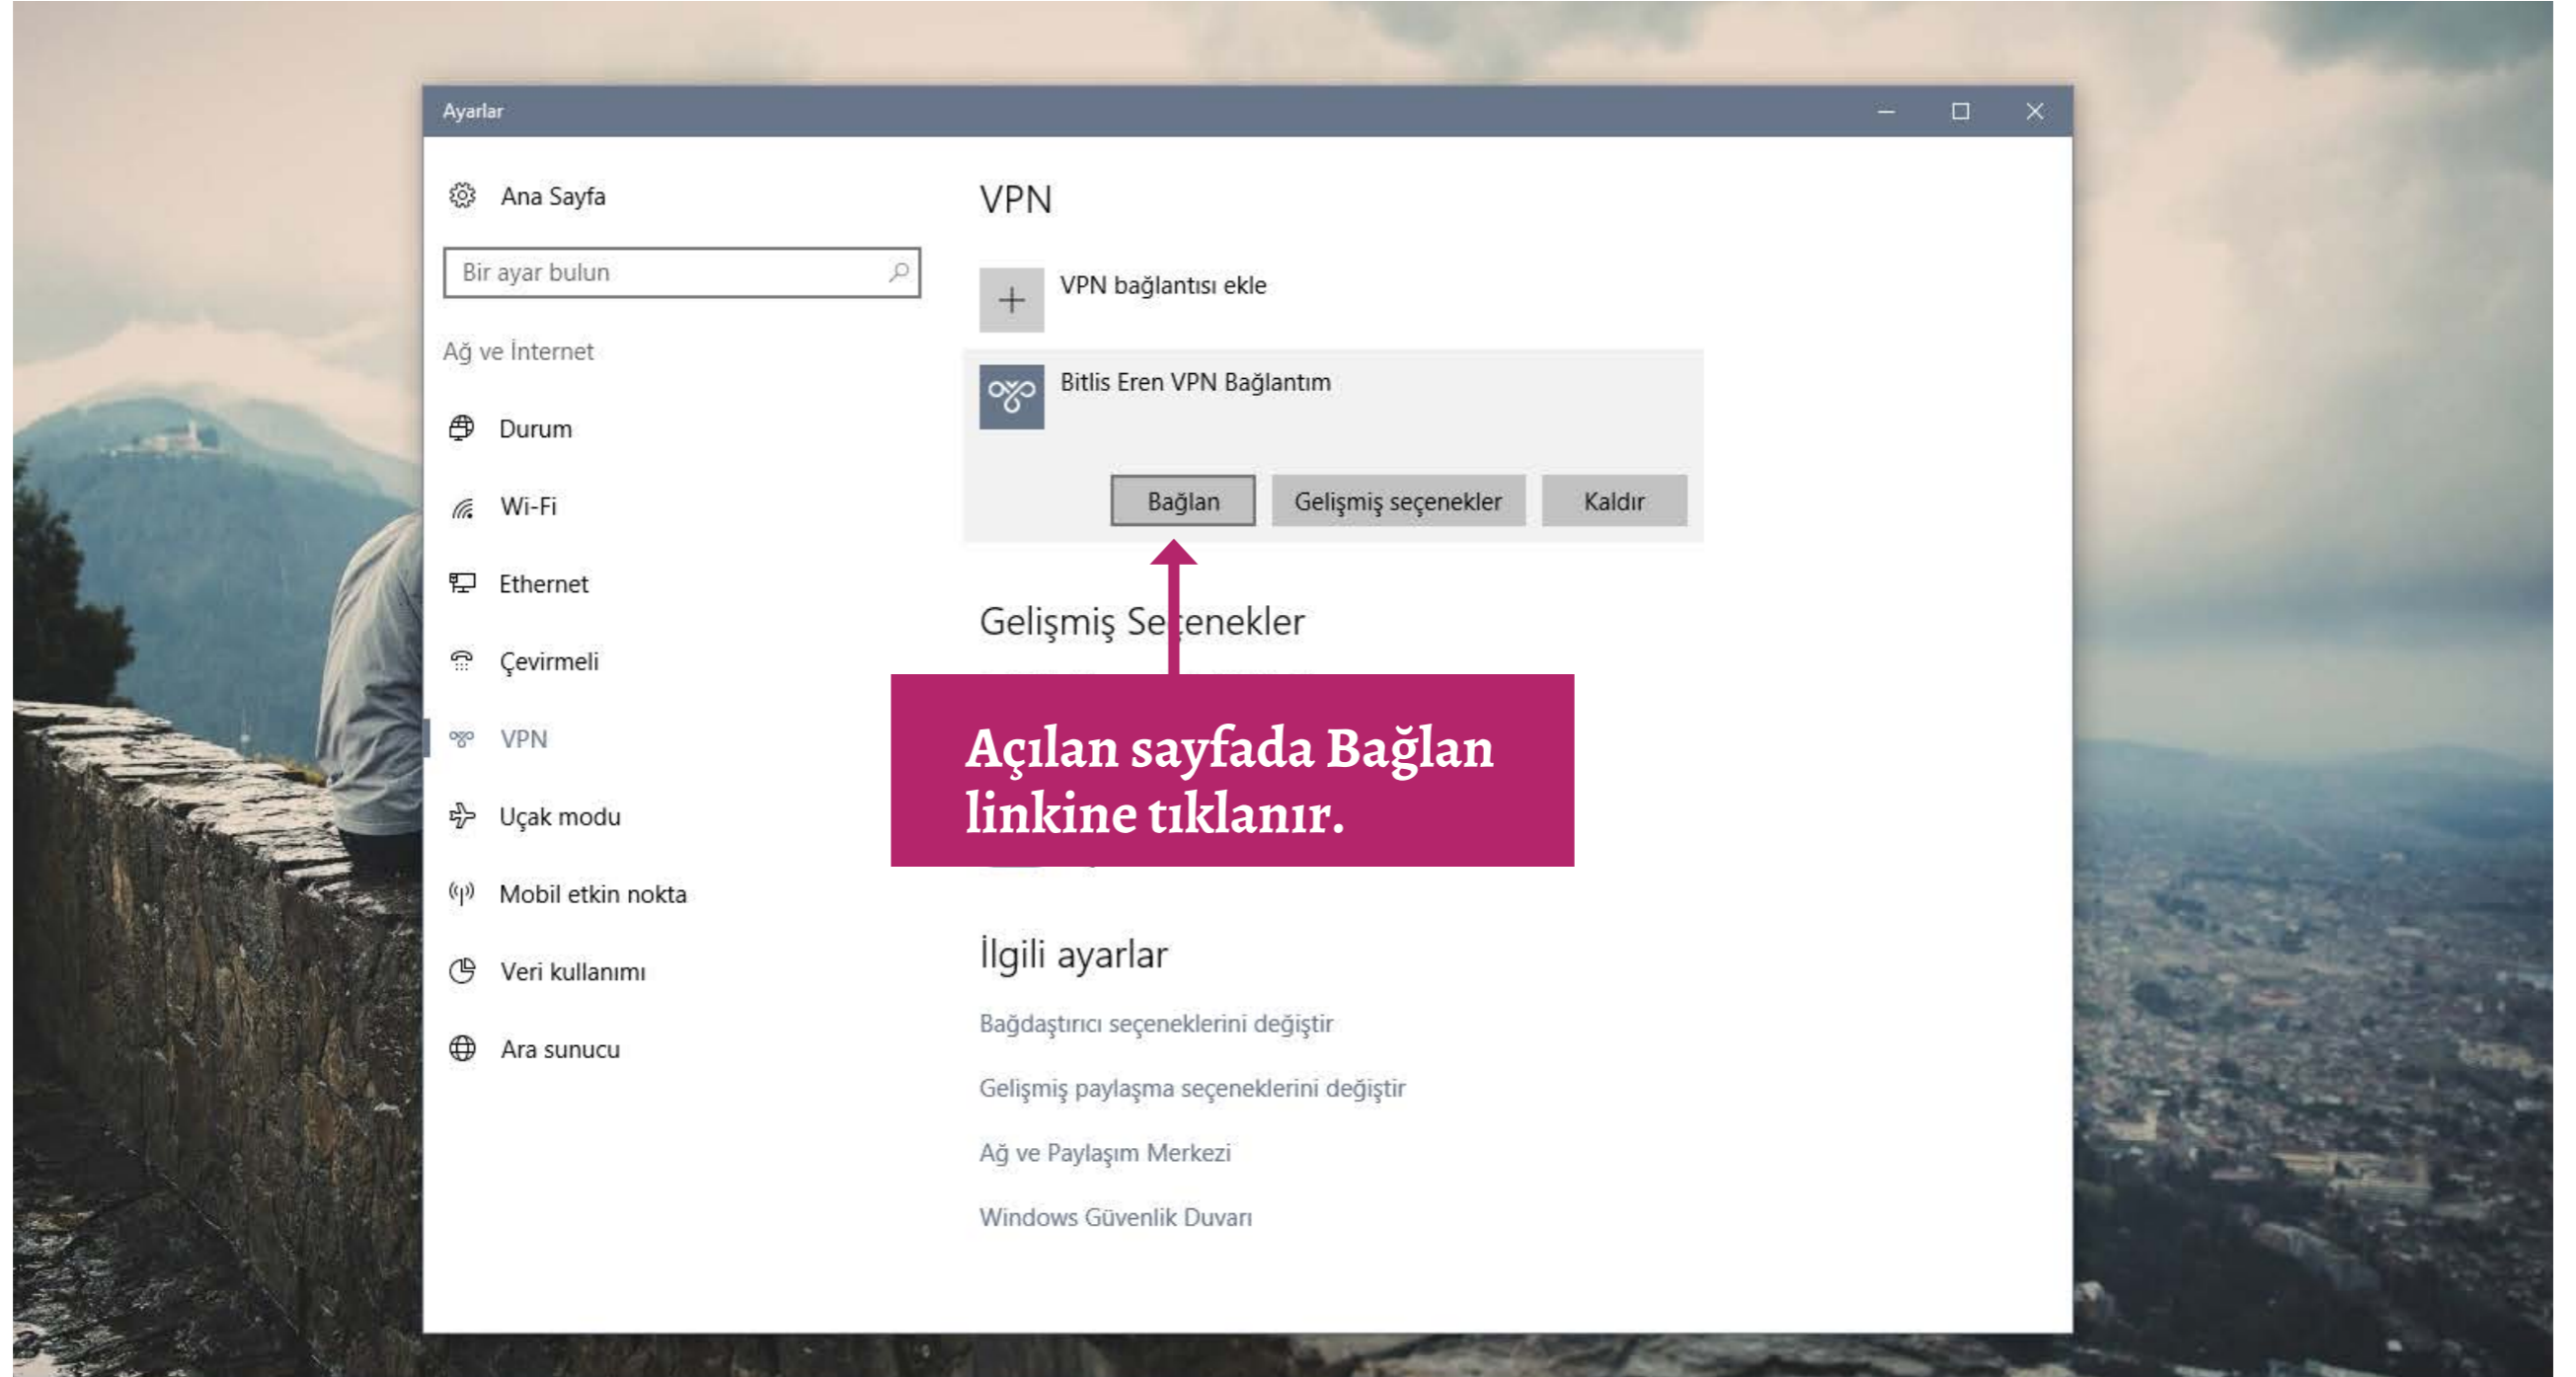 Ayarlar
Ana Sayfa
Bir ayar bulun
Ağ ve İnternet
Durum
Wi-Fi
Ethernet
Çevirmeli
VPN
Uçak modu
Mobil etkin nokta
Veri kullanımı
Ara sunucu
VPN
VPN bağlantısı ekle
Bitlis Eren VPN Bağlantım
Bağlan Gelişmiş seçenekler Kaldır
Gelişmiş Seçenekler
Açılan sayfada Bağlan
linkine tıklanır.
İlgili ayarlar
Bağdaştırıcı seçeneklerini değiştir
Gelişmiş paylaşma seçeneklerini değiştir
Ağ ve Paylaşım Merkezi
Windows Güvenlik Duvarı